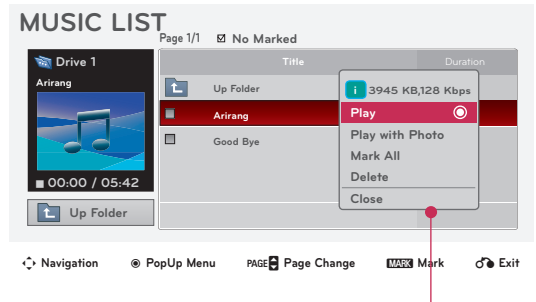 MUSIC LIST
Page 1/1 No Marked
Drive 1
Arirang
00:00 / 05:42
Up Folder
Title Duration
Up Folder
Arirang
Good Bye
i 3945 KB,128 Kbps
Play
Play with Photo
Mark All
Delete
Close
Navigation PopUp Menu PAGE Page Change MARK Mark Exit